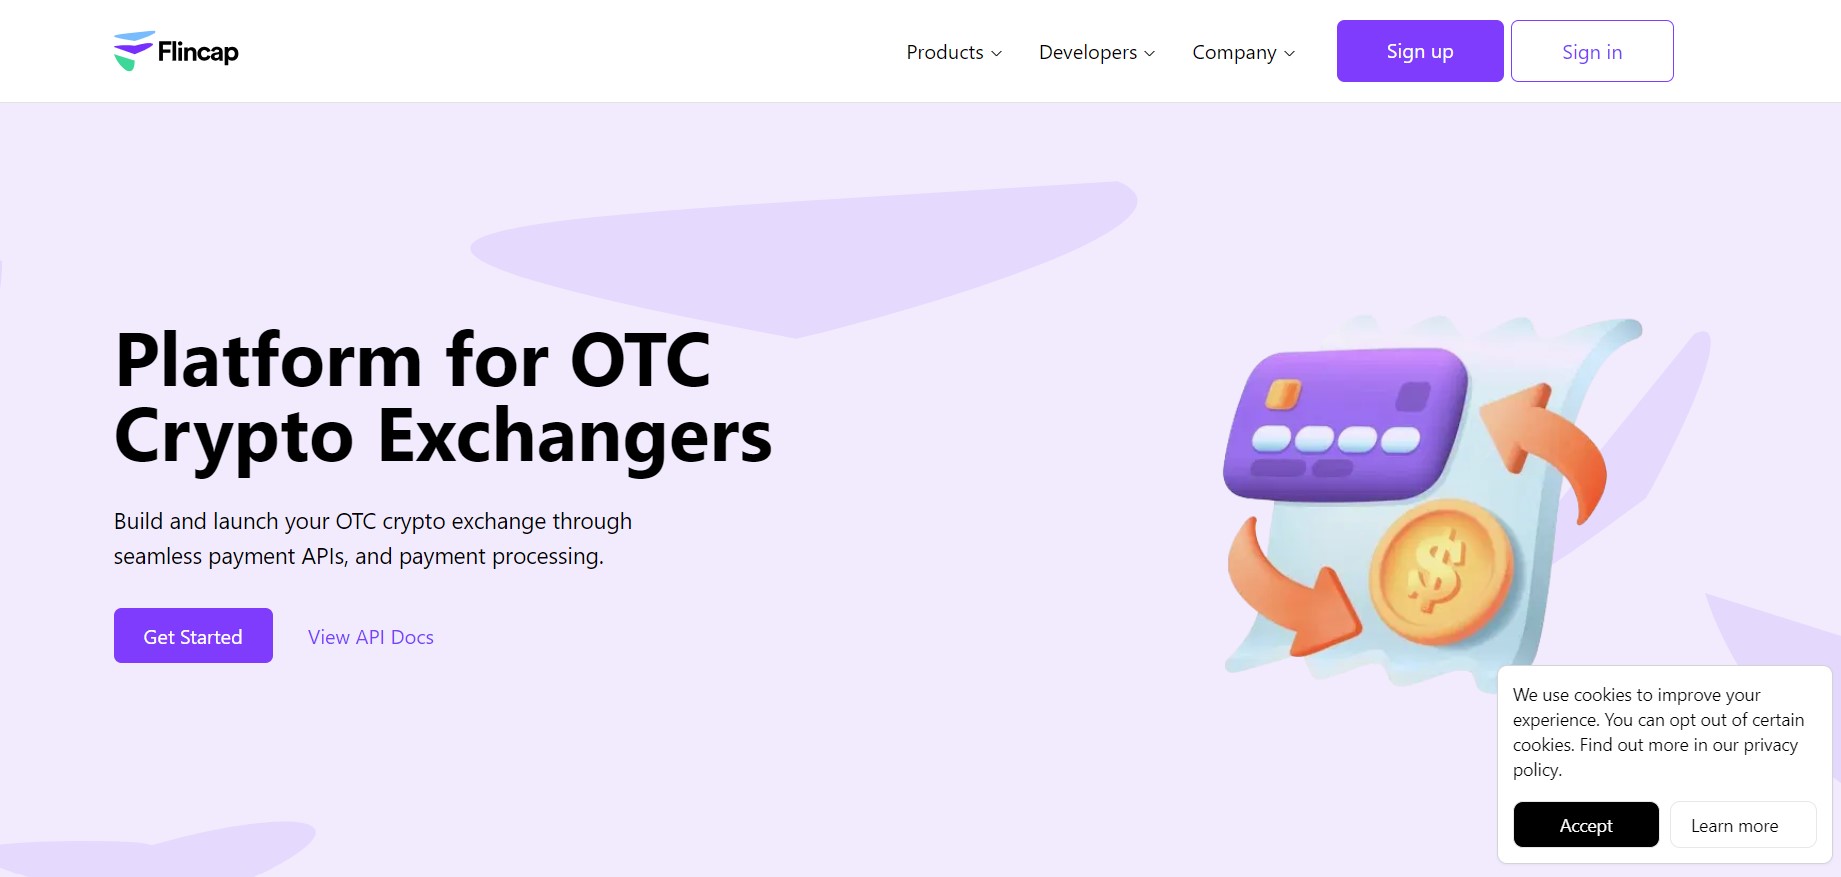 Flincap
Products
Developers
Company
Sign up
Sign in
Platform for OTC
Crypto Exchangers
Build and launch your OTC crypto exchange through
seamless payment APIs, and payment processing.
Get Started
View API Docs
$
We use cookies to improve your
experience. You can opt out of certain
cookies. Find out more in our privacy
policy.
Accept
Learn more